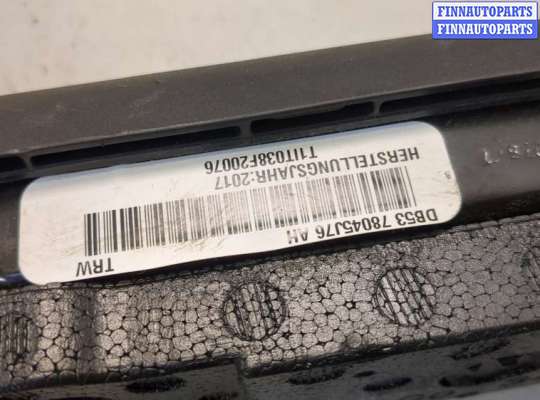 FINNAUTOPARTS
FINNAUTOPARTS
DB53 78045J76 AH
TRW
HERSTELLUNGSJAHR:2017
T1IT038F20076